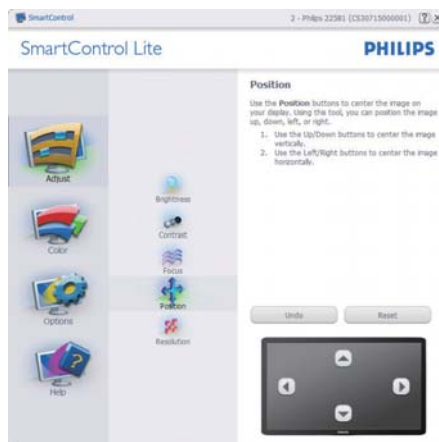 SmartControl
2 - Philips 225B1 (CS30715000001)
SmartControl Lite
PHILIPS
Adjust
Color
Options
Help
Brightness
Contrast
Focus
Position
Resolution
Position
Use the Position buttons to center the image on
your display. Using the tool, you can position the image
up, down, left, or right.
1. Use the Up/Down buttons to center the image
vertically.
2. Use the Left/Right buttons to center the image
horizontally.
Undo
Reset
PHILIPS